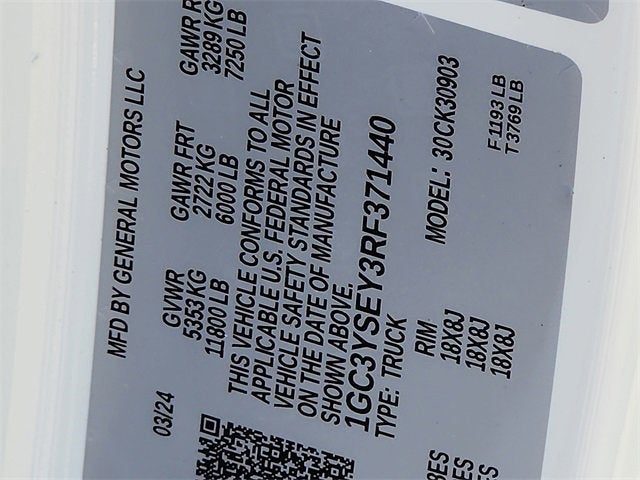 MFD BY GENERAL MOTORS LLC
03/24
GVWR
5353 KG
11800 LB
GAWR FRT
2722 KG
6000 LB
GAWR R
3289 KG
7250 LB
THIS VEHICLE CONFORMS TO ALL
APPLICABLE U.S. FEDERAL MOTOR
VEHICLE SAFETY STANDARDS IN EFFECT
ON THE DATE OF MANUFACTURE
SHOWN ABOVE.
1GC3YSEY3RF371440
TYPE: TRUCK
MODEL: 30CK30903
RIM
18X8J
18X8J
18X8J
F 1193 LB
T 3769 LB